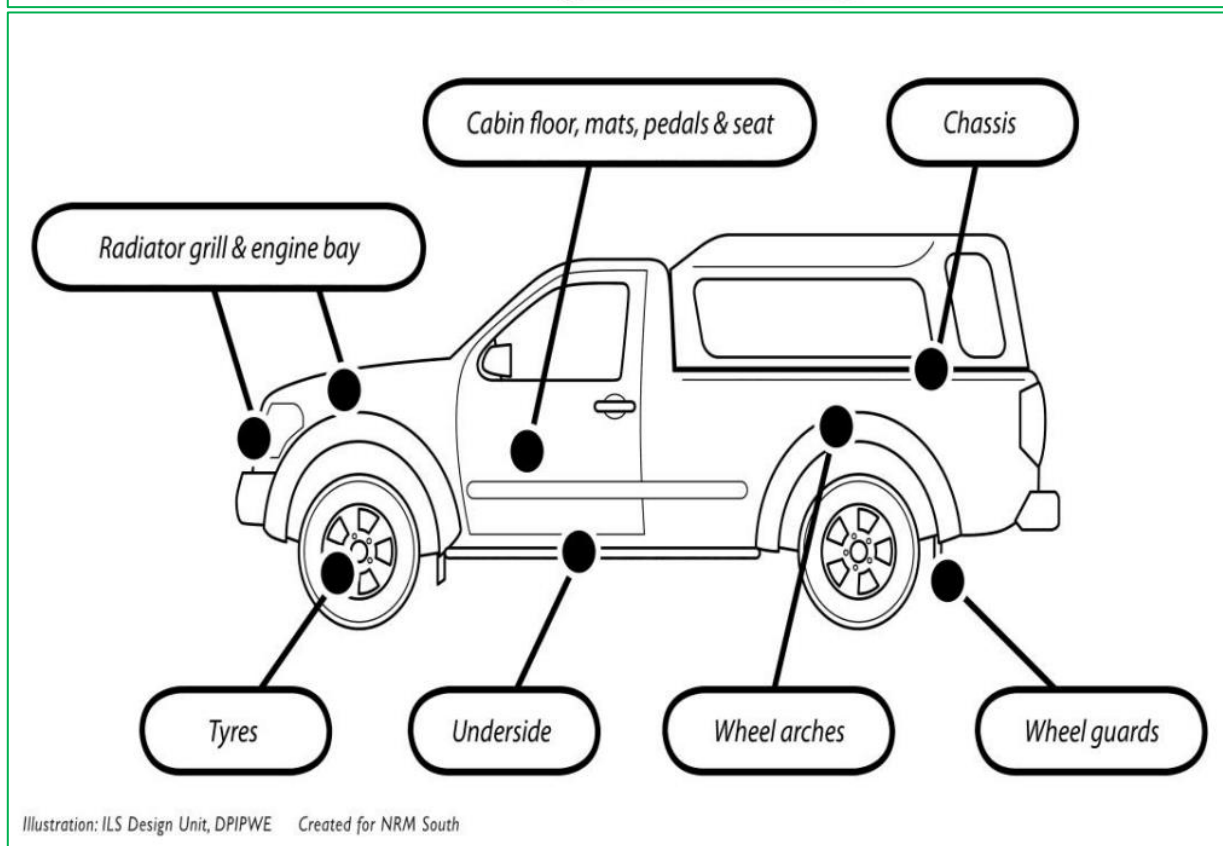 Cabin floor, mats, pedals & seat
Chassis
Radiator grill & engine bay
Tyres
Underside
Wheel arches
Wheel guards
Illustration: ILS Design Unit, DPIPWE Created for NRM South